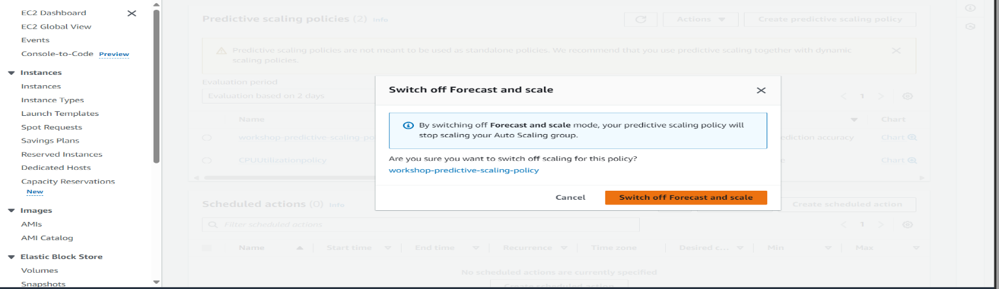 EC2 Dashboard
EC2 Global View
Events
Console-to-Code Preview
Instances
Instances
Instance Types
Launch Templates
Spot Requests
Savings Plans
Reserved Instances
Dedicated Hosts
Capacity Reservations
New
Images
AMIs
AMI Catalog
Elastic Block Store
Volumes
Snapshots
Predictive scaling policies (2) Info
Actions
Create predictive scaling policy
Predictive scaling policies are not meant to be used as standalone policies. We recommend that you use predictive scaling together with dynamic
scaling policies.
Evaluation period
Evaluation based on 2 days
1
Name
Chart
workshop-predictive-scaling-po
diction accuracy
Chart
CPUUtilizationpolicy
Chart
Switch off Forecast and scale
By switching off Forecast and scale mode, your predictive scaling policy will
stop scaling your Auto Scaling group.
Are you sure you want to switch off scaling for this policy?
workshop-predictive-scaling-policy
Cancel
Switch off Forecast and scale
Scheduled actions (0) Info
Create scheduled action
Filter scheduled actions
1
Name Start time End time Recurrence Time zone Desired c... Min Max
No scheduled actions are currently specified
Create scheduled action